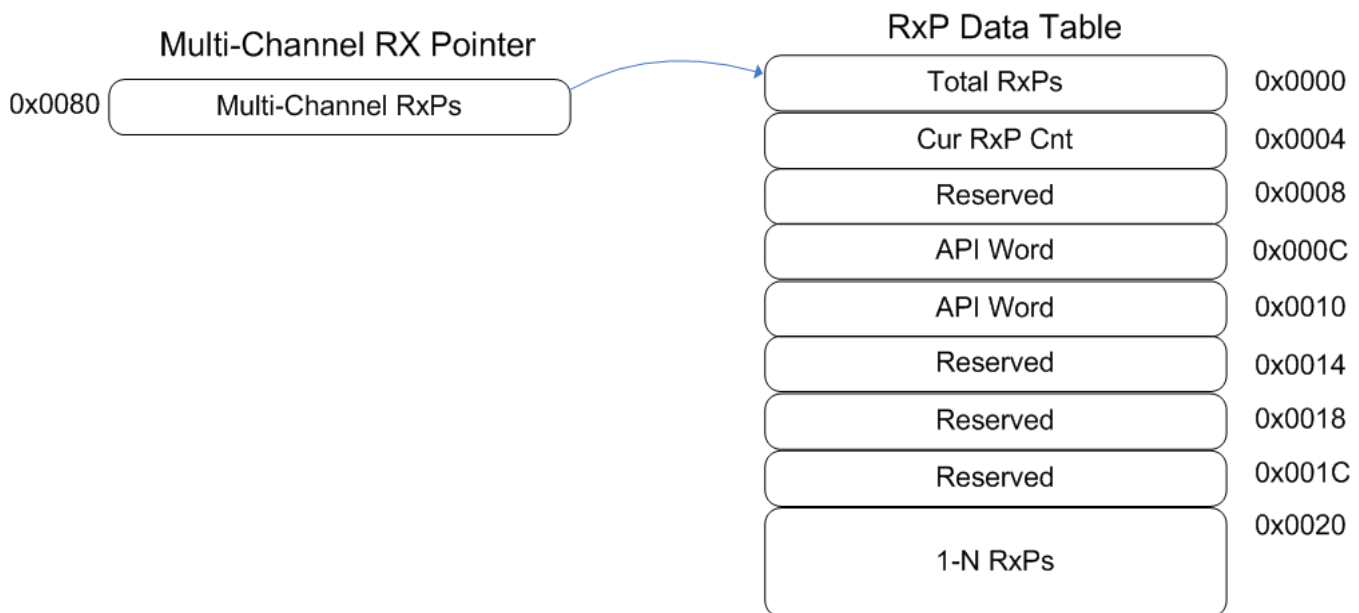 Multi-Channel RX Pointer
0x0080 Multi-Channel RxPs
RxP Data Table
Total RxPs 0x0000
Cur RxP Cnt 0x0004
Reserved 0x0008
API Word 0x000C
API Word 0x0010
Reserved 0x0014
Reserved 0x0018
Reserved 0x001C
0x0020
1-N RxPs